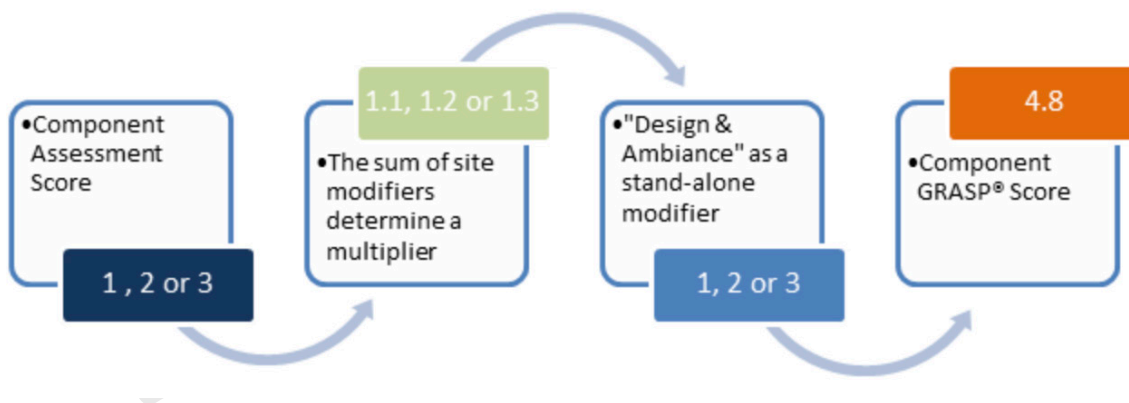 •Component
Assessment
Score
1 , 2 or 3
1.1, 1.2 or 1.3
•The sum of site
modifiers
determine a
multiplier
•"Design &
Ambiance" as a
stand-alone
modifier
1, 2 or 3
4.8
•Component
GRASP® Score